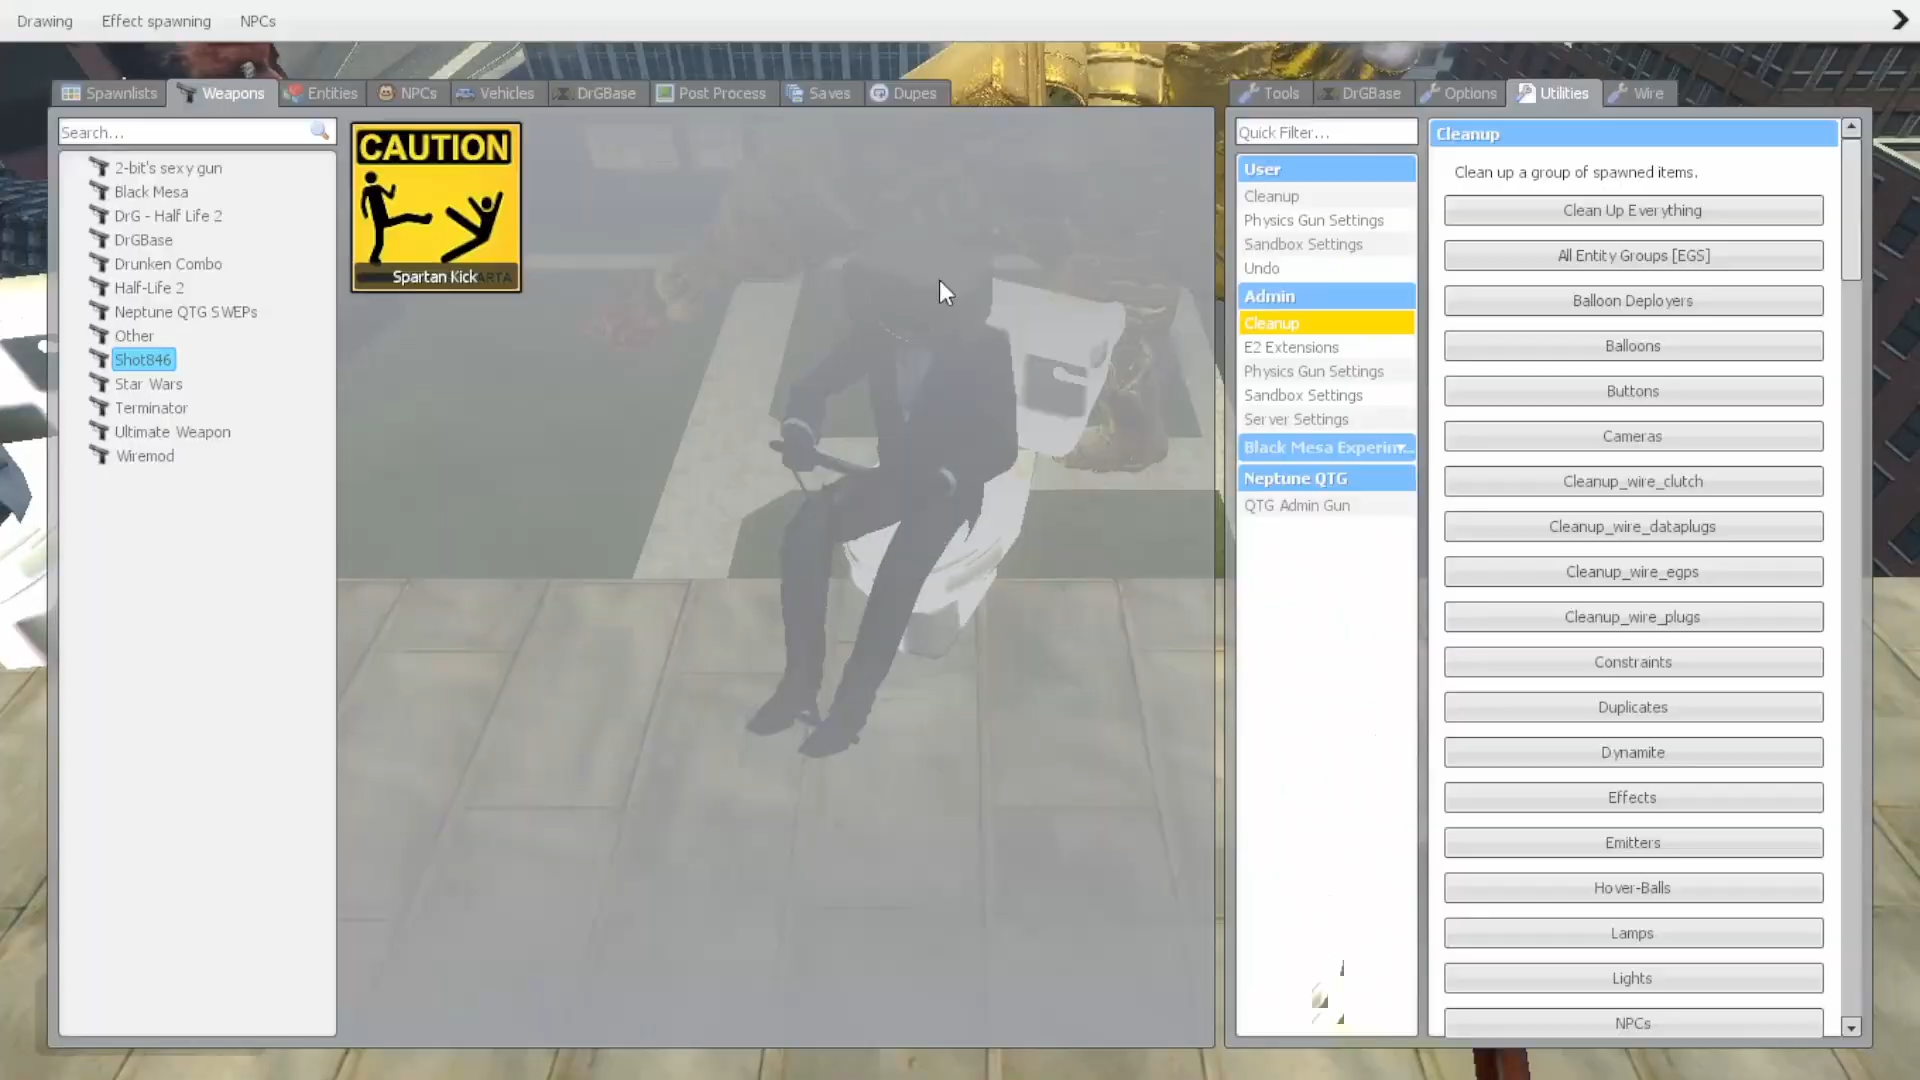 Drawing Effect spawning NPCs
Spawnlists Weapons Entities NPCs Vehicles DrGBase Post Process Saves Dupes
Search...
2-bit's sexy gun
Black Mesa
DrG - Half Life 2
DrGBase
Drunken Combo
Half-Life 2
Neptune QTG SWEPs
Other
Shot846
Star Wars
Terminator
Ultimate Weapon
Wiremod
CAUTION
Spartan Kick
Tools DrGBase Options Utilities Wire
Quick Filter...
User
Cleanup
Physics Gun Settings
Sandbox Settings
Undo
Admin
Cleanup
E2 Extensions
Physics Gun Settings
Sandbox Settings
Server Settings
Black Mesa Experim...
Neptune QTG
QTG Admin Gun
Cleanup
Clean up a group of spawned items.
Clean Up Everything
All Entity Groups [EGS]
Balloon Deployers
Balloons
Buttons
Cameras
Cleanup_wire_clutch
Cleanup_wire_dataplugs
Cleanup_wire_egps
Cleanup_wire_plugs
Constraints
Duplicates
Dynamite
Effects
Emitters
Hover-Balls
Lamps
Lights
NPCs